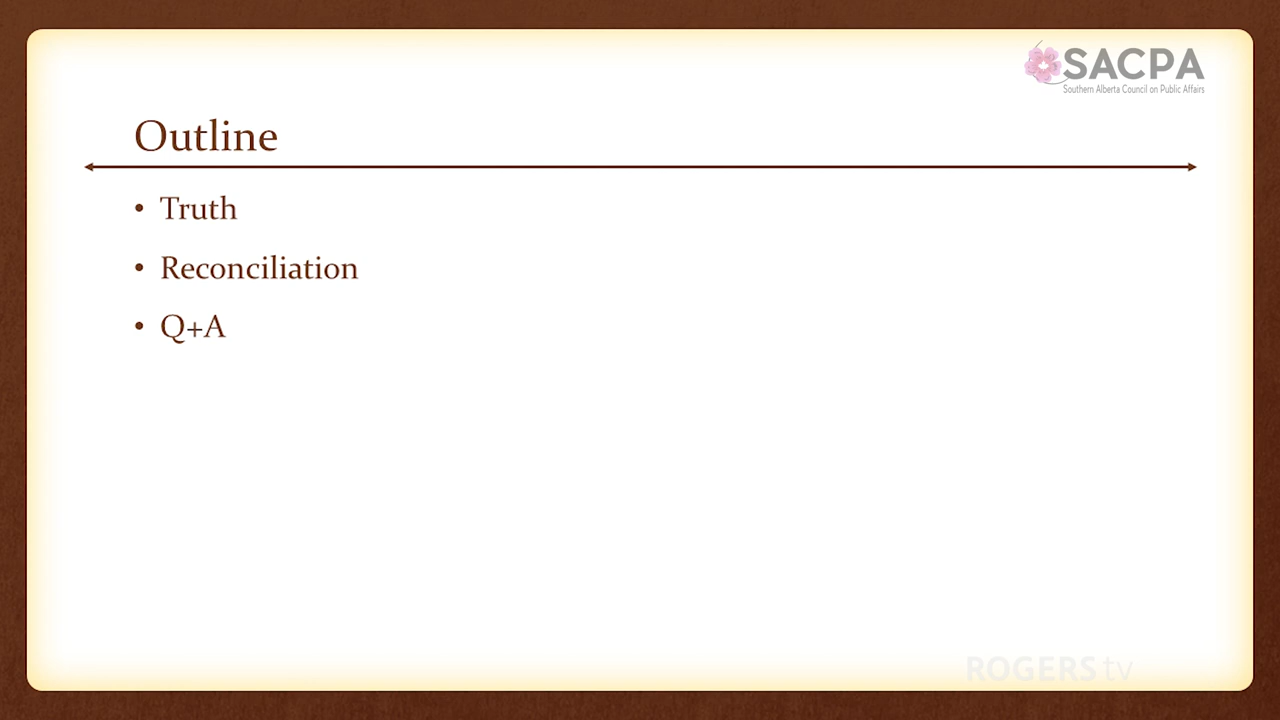 SACPA
Southern Alberta Council on Public Affairs
Outline
• Truth
• Reconciliation
• Q+A
ROGERS tv